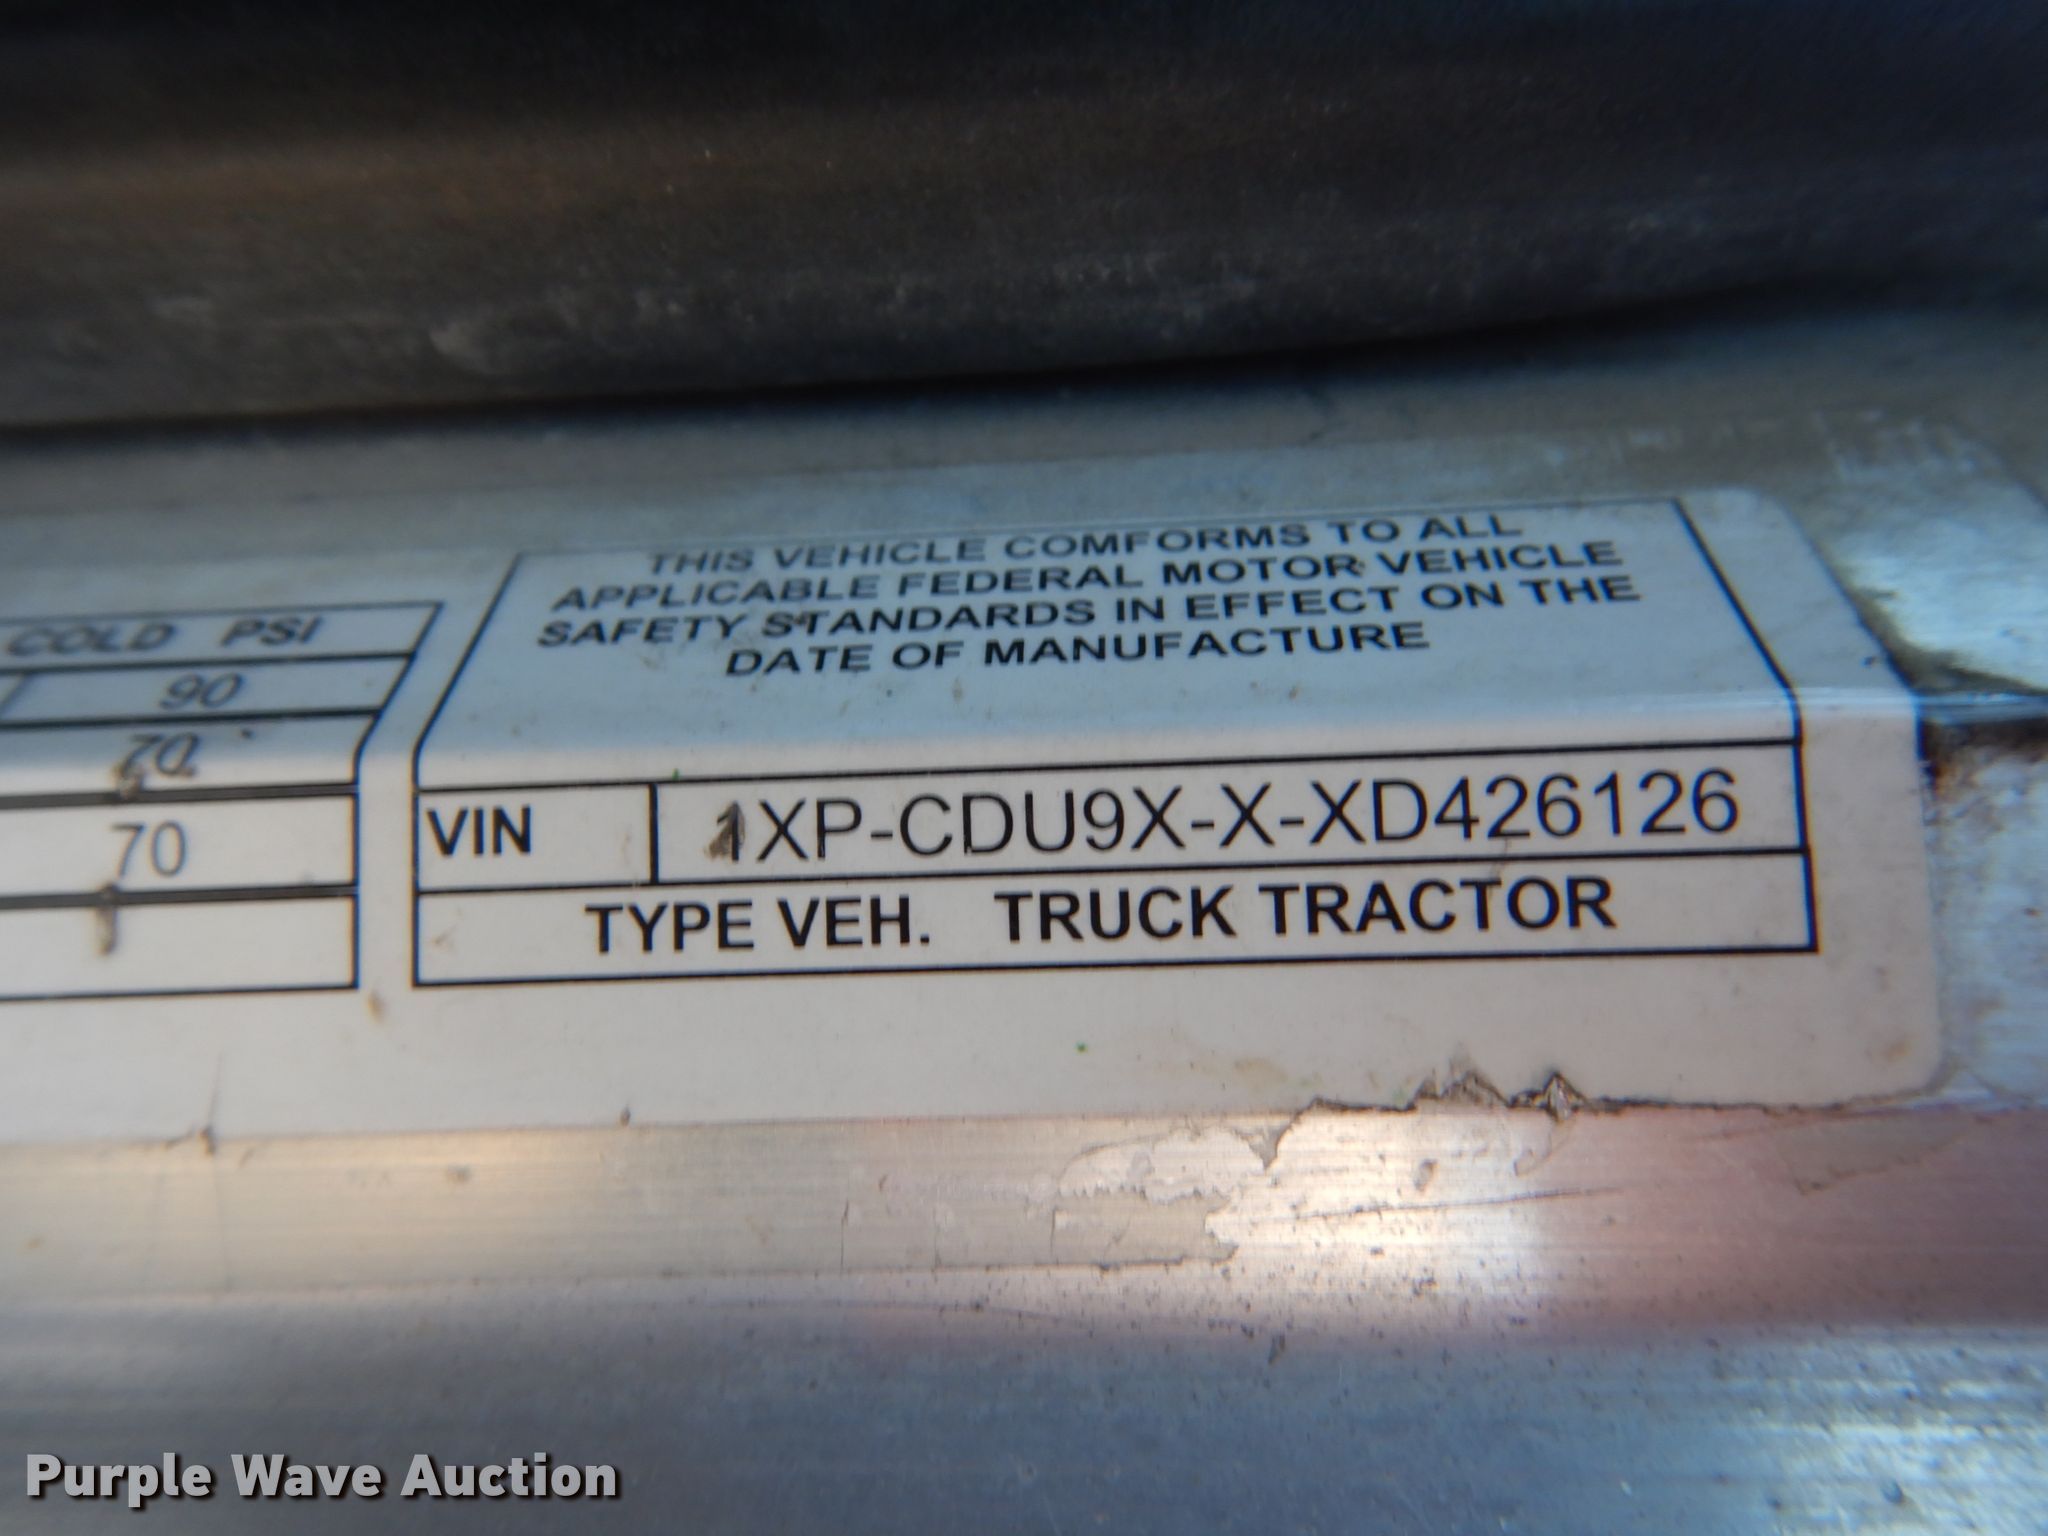 THIS VEHICLE COMFORMS TO ALL
APPLICABLE FEDERAL MOTOR VEHICLE
SAFETY STANDARDS IN EFFECT ON THE
DATE OF MANUFACTURE
COLD PSI
90
70
70
VIN 1XP-CDU9X-X-XD426126
TYPE VEH. TRUCK TRACTOR
Purple Wave Auction